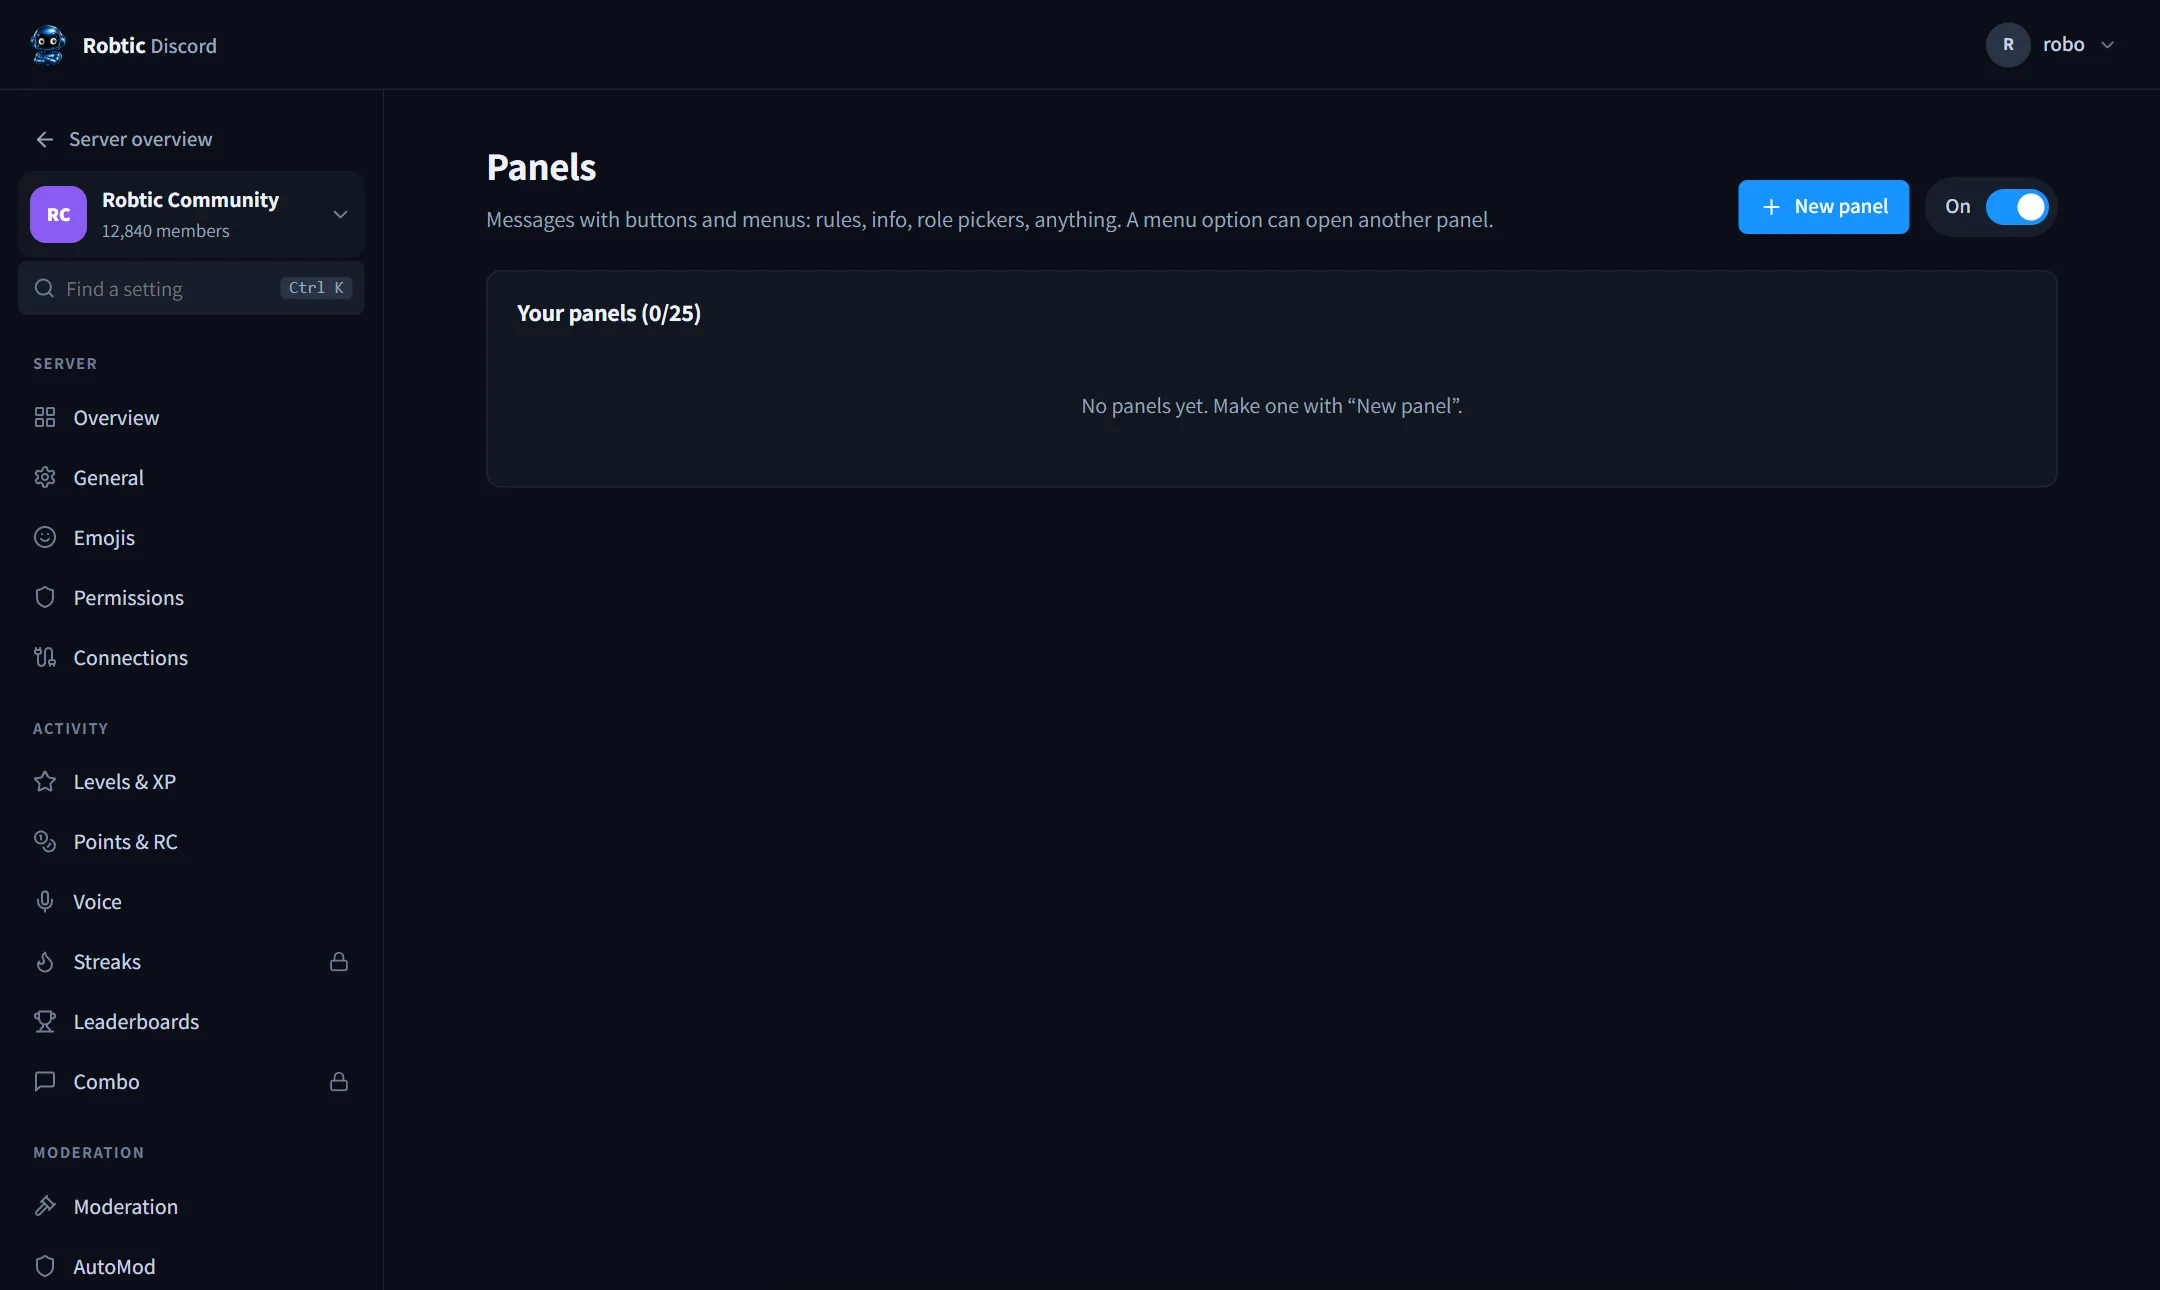 Robtic Discord
R
robo
Server overview
RC
Robtic Community
12,840 members
Find a setting
Ctrl K
SERVER
Overview
General
Emojis
Permissions
Connections
ACTIVITY
Levels & XP
Points & RC
Voice
Streaks
Leaderboards
Combo
MODERATION
Moderation
AutoMod
Panels
Messages with buttons and menus: rules, info, role pickers, anything. A menu option can open another panel.
New panel
On
Your panels (0/25)
No panels yet. Make one with “New panel”.